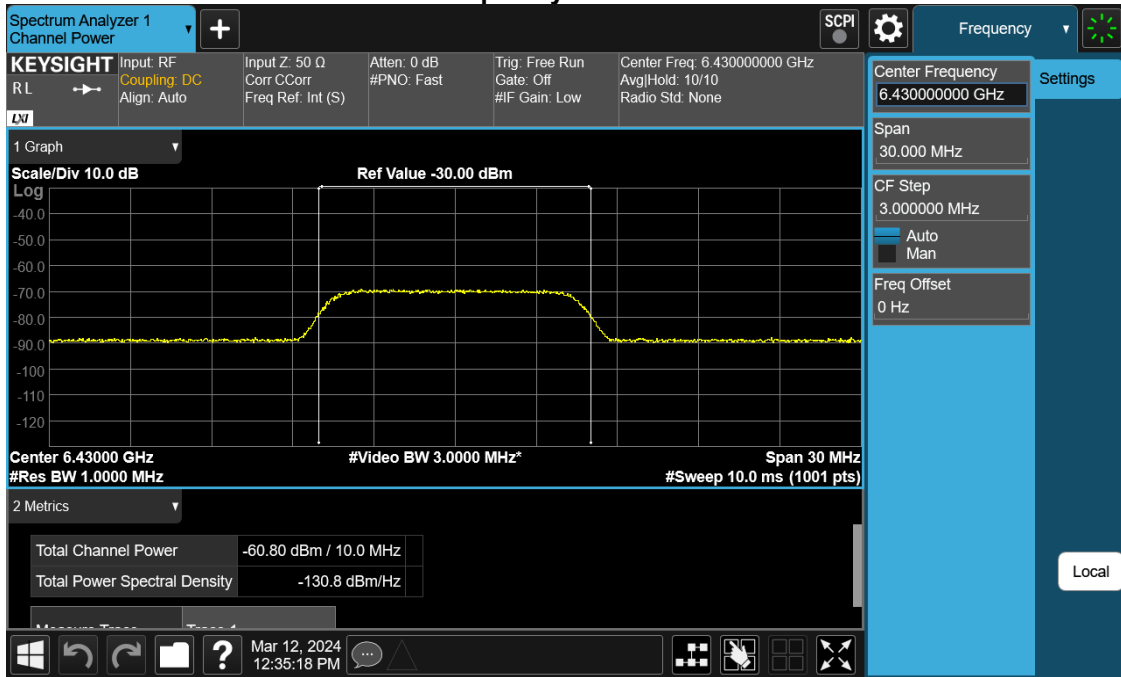 Spectrum Analyzer 1
Channel Power
SCPI
Frequency
KEYSIGHT
R L
LXI
Input: RF
Coupling: DC
Align: Auto
Input Z: 50 Ω
Corr CCorr
Freq Ref: Int (S)
Atten: 0 dB
#PNO: Fast
Trig: Free Run
Gate: Off
#IF Gain: Low
Center Freq: 6.430000000 GHz
Avg|Hold: 10/10
Radio Std: None
Center Frequency
6.430000000 GHz
Settings
Span
30.000 MHz
CF Step
3.000000 MHz
Auto
Man
Freq Offset
0 Hz
Local
1 Graph
Scale/Div 10.0 dB
Ref Value -30.00 dBm
Log
-40.0
-50.0
-60.0
-70.0
-80.0
-90.0
-100
-110
-120
Center 6.43000 GHz
#Video BW 3.0000 MHz*
Span 30 MHz
#Res BW 1.0000 MHz
#Sweep 10.0 ms (1001 pts)
2 Metrics
Total Channel Power -60.80 dBm / 10.0 MHz
Total Power Spectral Density -130.8 dBm/Hz
?
Mar 12, 2024
12:35:18 PM